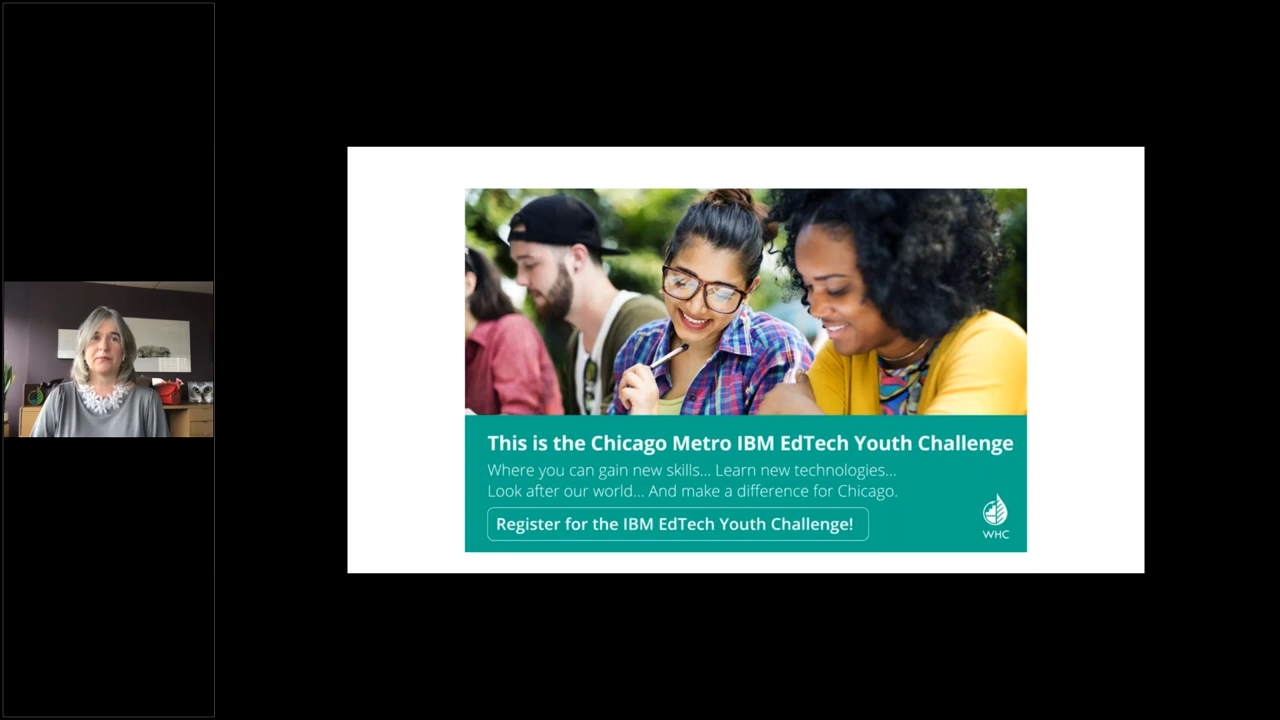 This is the Chicago Metro IBM EdTech Youth Challenge
Where you can gain new skills... Learn new technologies...
Look after our world... And make a difference for Chicago.
Register for the IBM EdTech Youth Challenge!
WHC